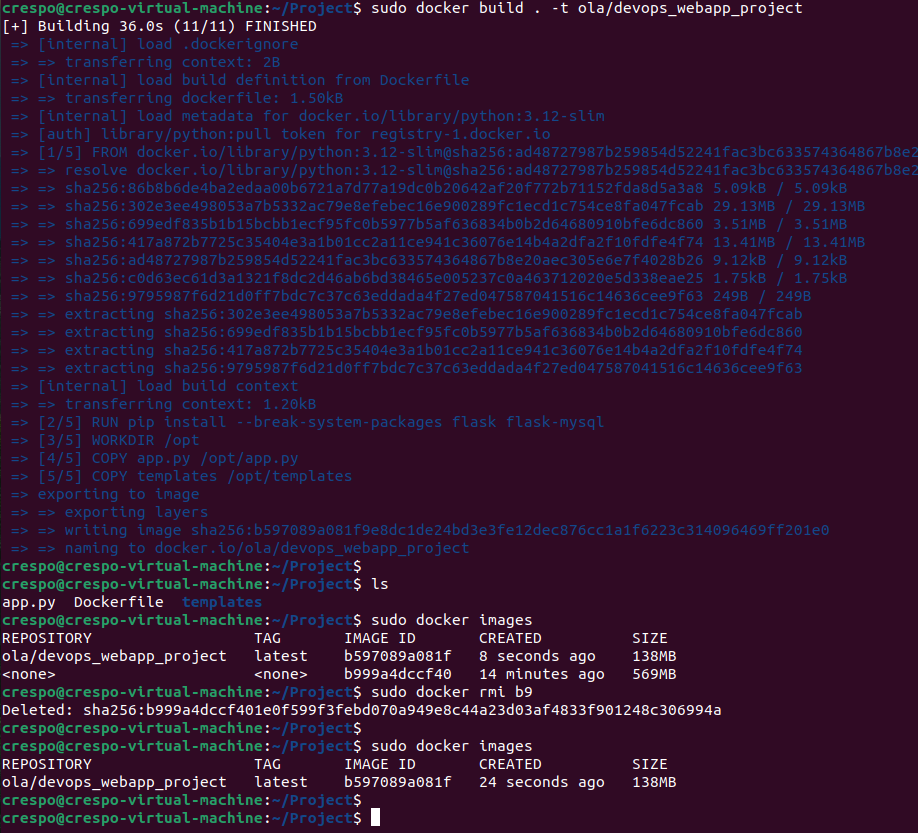 crespo@crespo-virtual-machine:~/Project$ sudo docker build . -t ola/devops_webapp_project
[+] Building 36.0s (11/11) FINISHED
=> [internal] load .dockerignore
=> => transferring context: 2B
=> [internal] load build definition from Dockerfile
=> => transferring dockerfile: 1.50kB
=> [internal] load metadata for docker.io/library/python:3.12-slim
=> [auth] library/python:pull token for registry-1.docker.io
=> [1/5] FROM docker.io/library/python:3.12-slim@sha256:ad48727987b259854d52241fac3bc633574364867b8e2
=> => resolve docker.io/library/python:3.12-slim@sha256:ad48727987b259854d52241fac3bc633574364867b8e2
=> => sha256:86b8b6de4ba2edaa00b6721a7d77a19dc0b20642af20f772b71152fda8d5a3a8 5.09kB / 5.09kB
=> => sha256:302e3ee498053a7b5332ac79e8efebec16e900289fc1ecd1c754ce8fa047fcab 29.13MB / 29.13MB
=> => sha256:699edf835b1b15bcbb1ecf95fc0b5977b5af636834b0b2d64680910bfe6dc860 3.51MB / 3.51MB
=> => sha256:417a872b7725c35404e3a1b01cc2a11ce941c36076e14b4a2dfa2f10fdfe4f74 13.41MB / 13.41MB
=> => sha256:ad48727987b259854d52241fac3bc633574364867b8e20aec305e6e7f4028b26 9.12kB / 9.12kB
=> => sha256:c0d63ec61d3a1321f8dc2d46ab6bd38465e005237c0a463712020e5d338eae25 1.75kB / 1.75kB
=> => sha256:9795987f6d21d0ff7bdc7c37c63eddada4f27ed047587041516c14636cee9f63 249B / 249B
=> => extracting sha256:302e3ee498053a7b5332ac79e8efebec16e900289fc1ecd1c754ce8fa047fcab
=> => extracting sha256:699edf835b1b15bcbb1ecf95fc0b5977b5af636834b0b2d64680910bfe6dc860
=> => extracting sha256:417a872b7725c35404e3a1b01cc2a11ce941c36076e14b4a2dfa2f10fdfe4f74
=> => extracting sha256:9795987f6d21d0ff7bdc7c37c63eddada4f27ed047587041516c14636cee9f63
=> [internal] load build context
=> => transferring context: 1.20kB
=> [2/5] RUN pip install --break-system-packages flask flask-mysql
=> [3/5] WORKDIR /opt
=> [4/5] COPY app.py /opt/app.py
=> [5/5] COPY templates /opt/templates
=> exporting to image
=> => exporting layers
=> => writing image sha256:b597089a081f9e8dc1de24bd3e3fe12dec876cc1a1f6223c314096469ff201e0
=> => naming to docker.io/ola/devops_webapp_project
crespo@crespo-virtual-machine:~/Project$
crespo@crespo-virtual-machine:~/Project$ ls
app.py  Dockerfile  templates
crespo@crespo-virtual-machine:~/Project$ sudo docker images
REPOSITORY                  TAG       IMAGE ID       CREATED          SIZE
ola/devops_webapp_project   latest    b597089a081f   8 seconds ago    138MB
<none>                      <none>    b999a4dccf40   14 minutes ago   569MB
crespo@crespo-virtual-machine:~/Project$ sudo docker rmi b9
Deleted: sha256:b999a4dccf401e0f599f3febd070a949e8c44a23d03af4833f901248c306994a
crespo@crespo-virtual-machine:~/Project$
crespo@crespo-virtual-machine:~/Project$ sudo docker images
REPOSITORY                  TAG       IMAGE ID       CREATED          SIZE
ola/devops_webapp_project   latest    b597089a081f   24 seconds ago   138MB
crespo@crespo-virtual-machine:~/Project$
crespo@crespo-virtual-machine:~/Project$